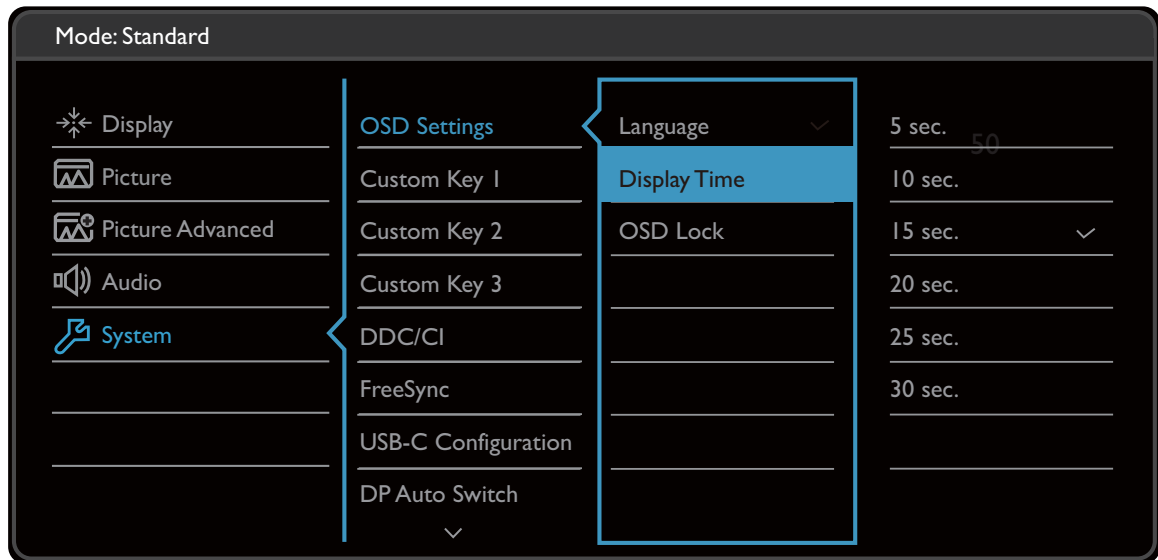 Mode: Standard
Display
Picture
Picture Advanced
Audio
System
OSD Settings
Custom Key 1
Custom Key 2
Custom Key 3
DDC/CI
FreeSync
USB-C Configuration
DP Auto Switch
Language
Display Time
OSD Lock
5 sec.
50
10 sec.
15 sec.
20 sec.
25 sec.
30 sec.